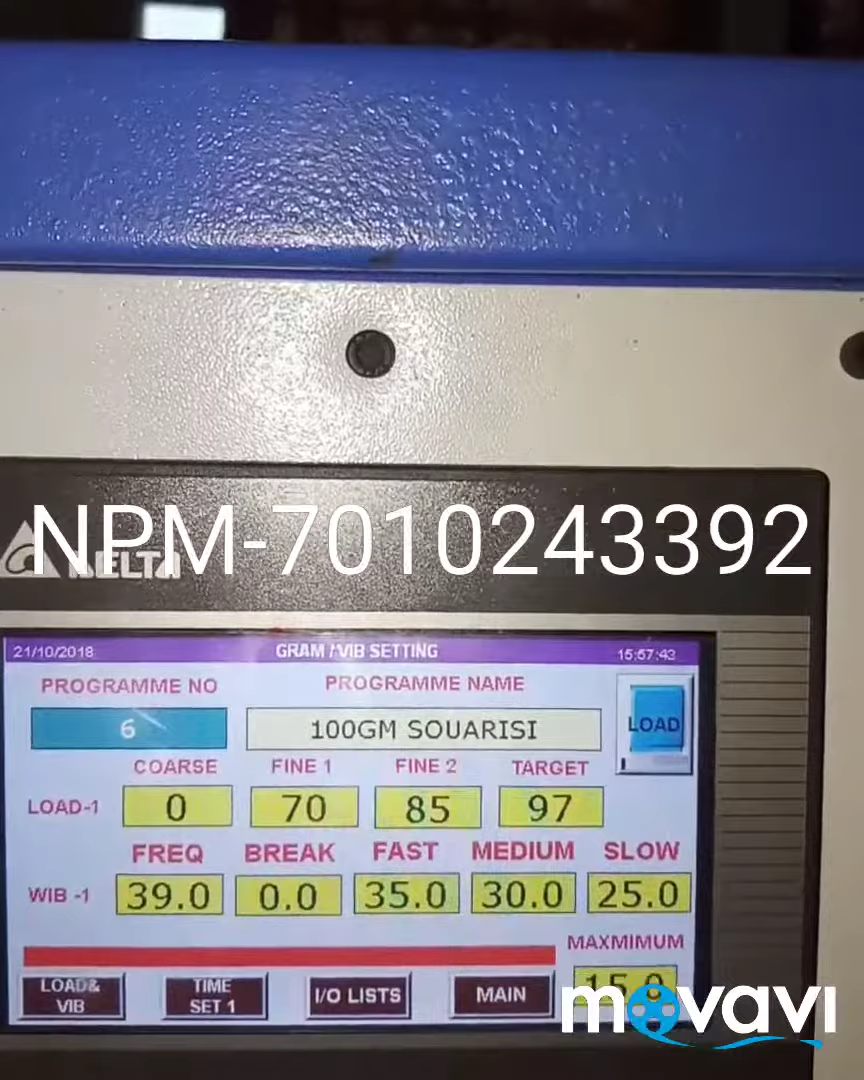 NPM-7010243392
DELTA
21/10/2018 GRAM /VIB SETTING 15:57:43
PROGRAMME NO PROGRAMME NAME
6 100GM SOUARISI LOAD
COARSE FINE 1 FINE 2 TARGET
LOAD-1 0 70 85 97
FREQ BREAK FAST MEDIUM SLOW
WIB -1 39.0 0.0 35.0 30.0 25.0
MAXMIMUM
15.0
LOAD& VIB TIME SET 1 I/O LISTS MAIN
movavi